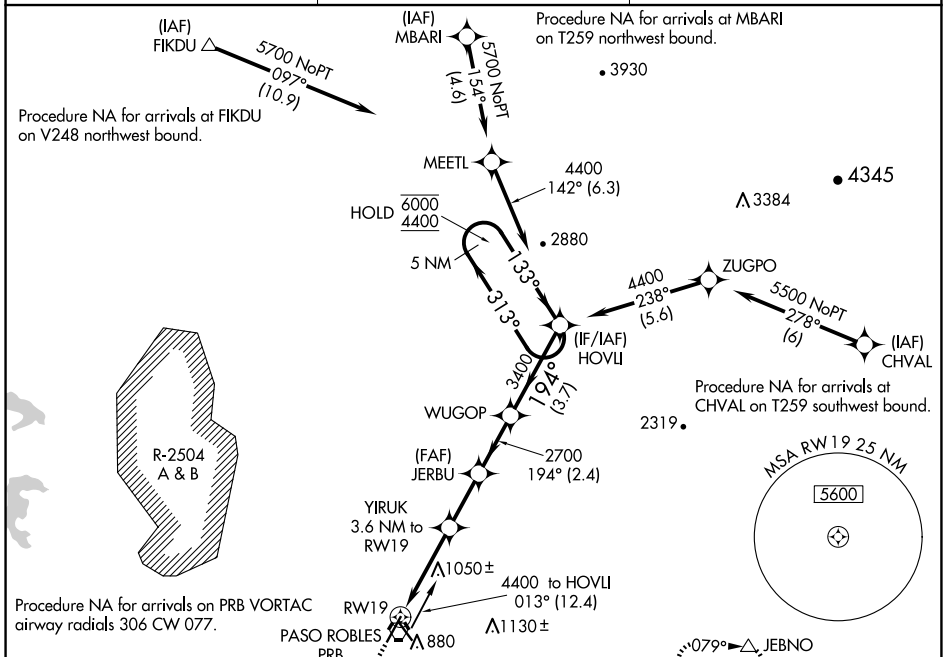 (IAF)
FIKDU
5700 NoPT
097°
(10.9)
Procedure NA for arrivals at FIKDU
on V248 northwest bound.
(IAF)
MBARI
5700 NoPT
154°
(4.6)
Procedure NA for arrivals at MBARI
on T259 northwest bound.
3930
MEETL
4400
142° (6.3)
4345
3384
HOLD 6000
4400
5 NM
2880
133°
313°
ZUGPO
4400
238°
(5.6)
5500 NoPT
278°
(6)
(IAF)
CHVAL
(IF/IAF)
HOVLI
3400
194°
(3.7)
Procedure NA for arrivals at
CHVAL on T259 southwest bound.
2319
WUGOP
2700
194° (2.4)
(FAF)
JERBU
MSA RW19 25 NM
5600
R-2504
A & B
YIRUK
3.6 NM to
RW19
1050±
4400 to HOVLI
013° (12.4)
Procedure NA for arrivals on PRB VORTAC
airway radials 306 CW 077.
RW19
1130±
PASO ROBLES
PRB
880
079°
JEBNO